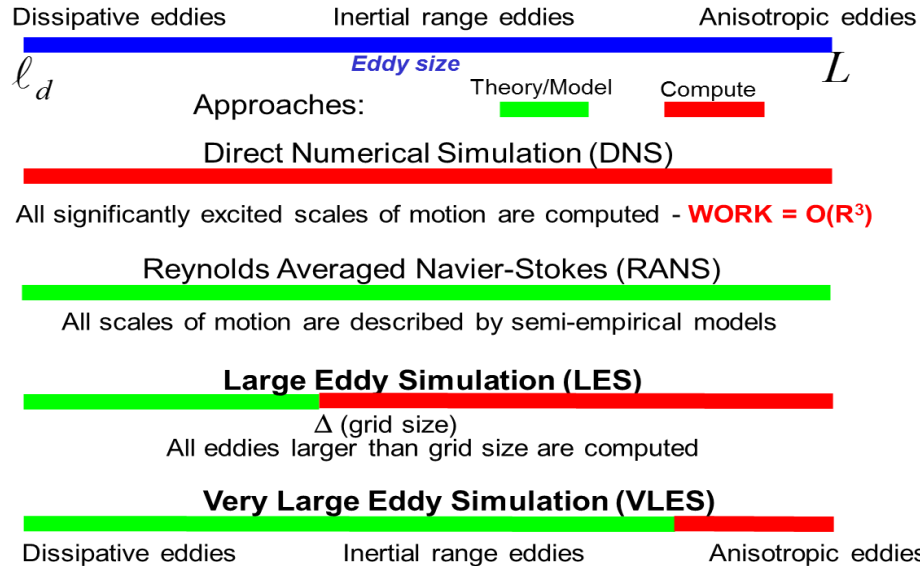 Dissipative eddies Inertial range eddies Anisotropic eddies
ℓd Eddy size L
Approaches: Theory/Model Compute
Direct Numerical Simulation (DNS)
All significantly excited scales of motion are computed - WORK = O(R³)
Reynolds Averaged Navier-Stokes (RANS)
All scales of motion are described by semi-empirical models
Large Eddy Simulation (LES)
Δ (grid size)
All eddies larger than grid size are computed
Very Large Eddy Simulation (VLES)
Dissipative eddies Inertial range eddies Anisotropic eddies